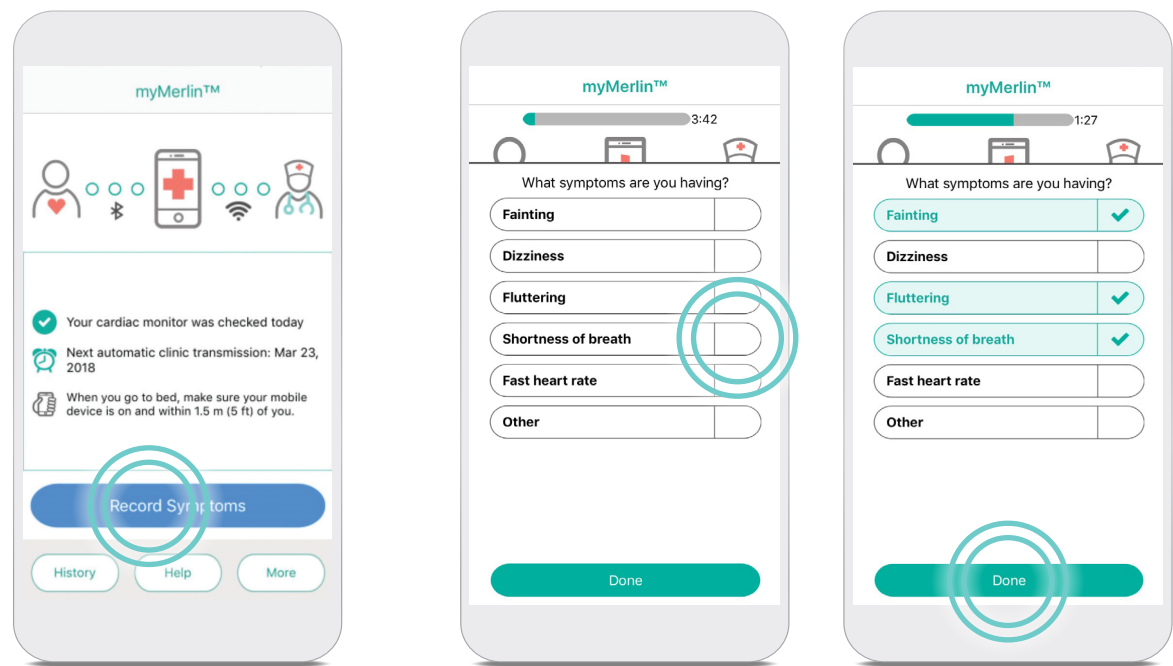 myMerlin™
Your cardiac monitor was checked today
Next automatic clinic transmission: Mar 23,
2018
When you go to bed, make sure your mobile
device is on and within 1.5 m (5 ft) of you.
Record Symptoms
History
Help
More
myMerlin™
3:42
What symptoms are you having?
Fainting
Dizziness
Fluttering
Shortness of breath
Fast heart rate
Other
Done
myMerlin™
1:27
What symptoms are you having?
Fainting
Dizziness
Fluttering
Shortness of breath
Fast heart rate
Other
Done